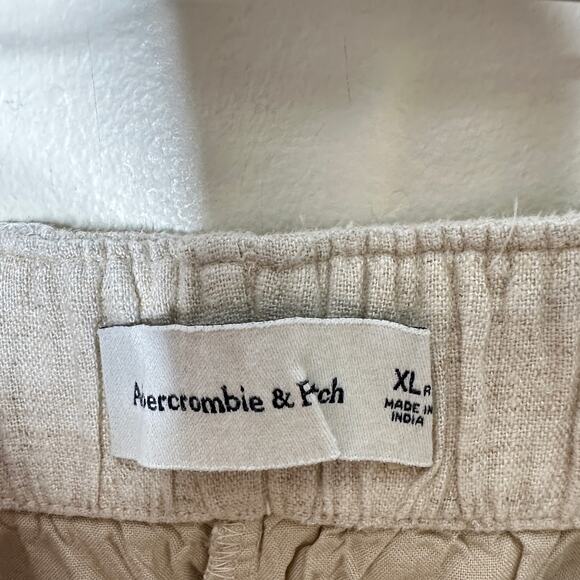 Abercrombie & Fitch
XL R
MADE IN
INDIA